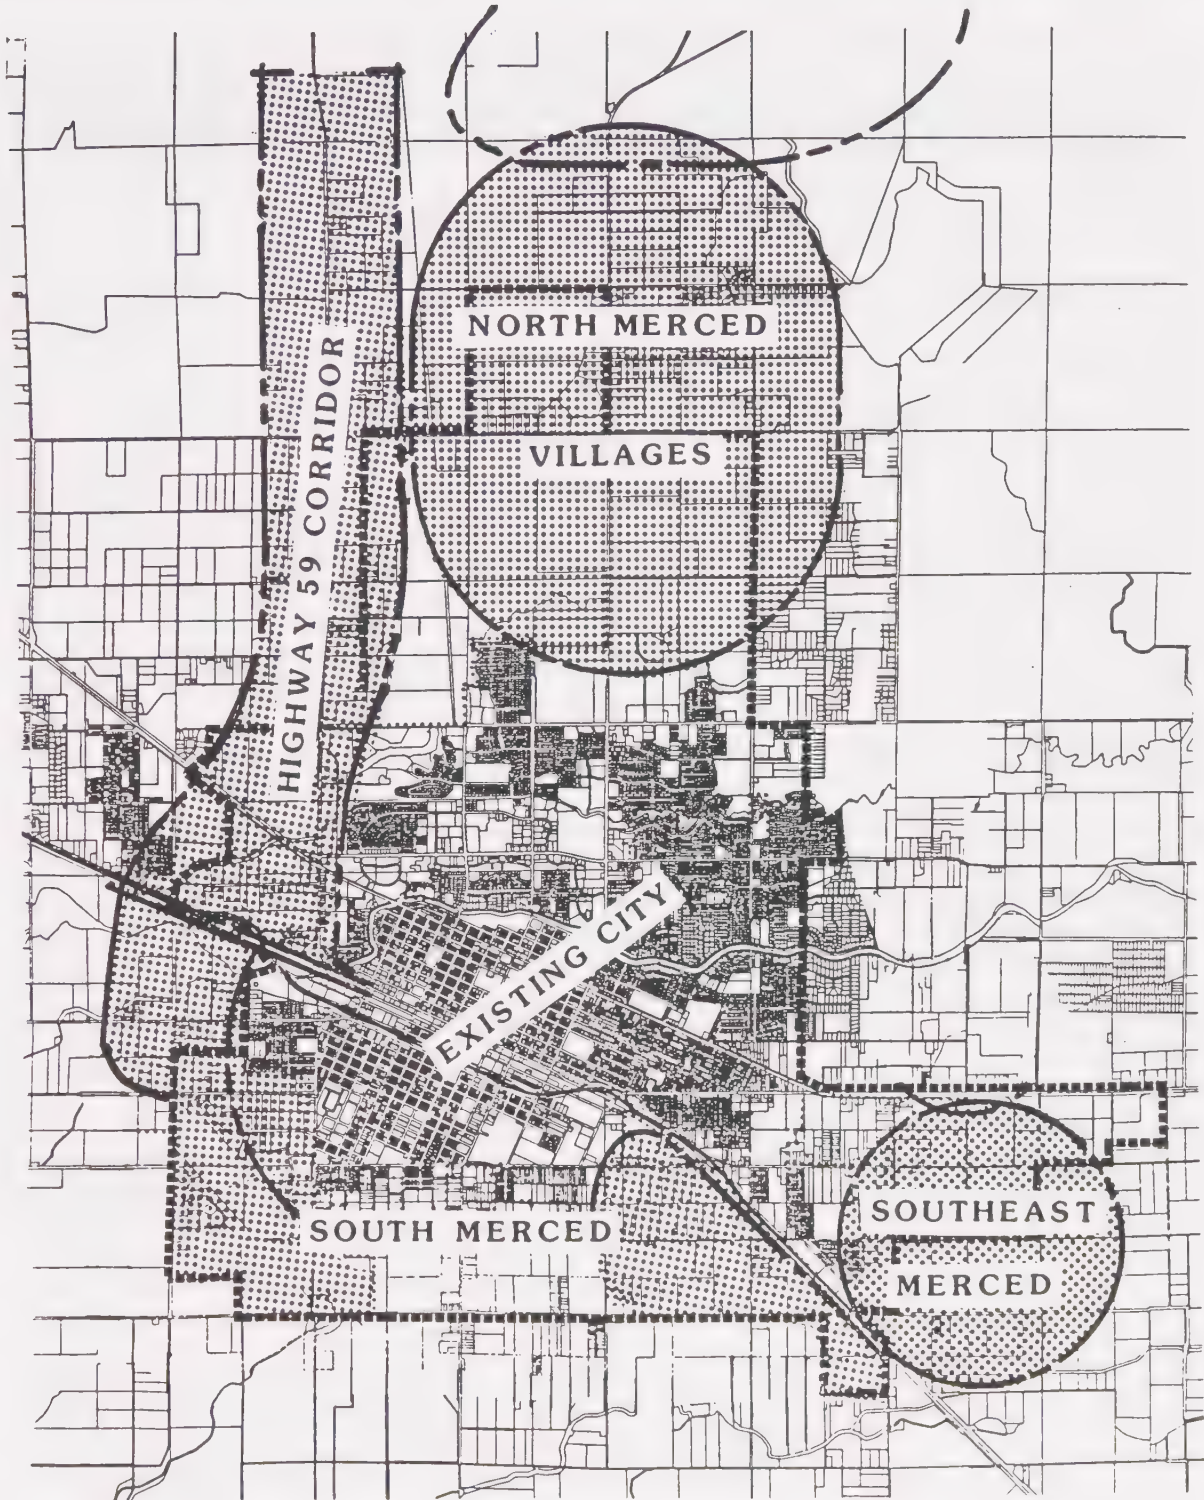 NORTH MERCED
VILLAGES
HIGHWAY 59 CORRIDOR
EXISTING CITY
SOUTH MERCED
SOUTHEAST
MERCED